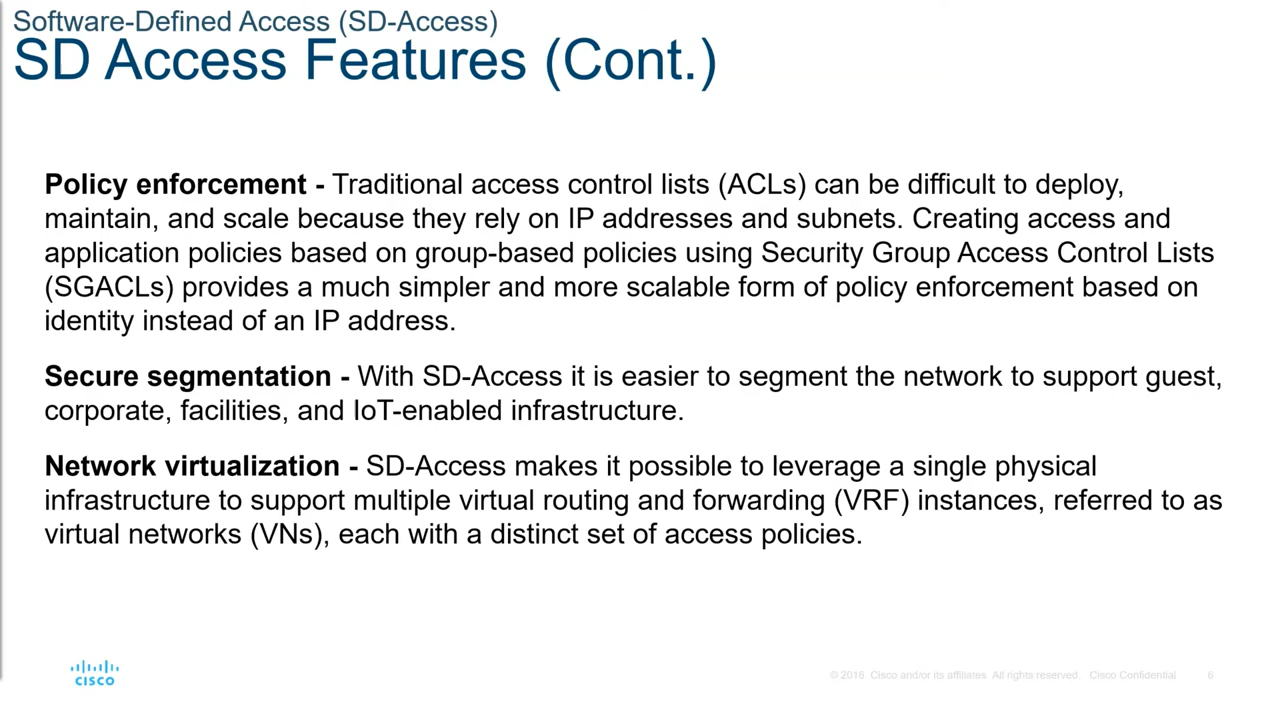 Software-Defined Access (SD-Access)
SD Access Features (Cont.)
Policy enforcement - Traditional access control lists (ACLs) can be difficult to deploy,
maintain, and scale because they rely on IP addresses and subnets. Creating access and
application policies based on group-based policies using Security Group Access Control Lists
(SGACLs) provides a much simpler and more scalable form of policy enforcement based on
identity instead of an IP address.
Secure segmentation - With SD-Access it is easier to segment the network to support guest,
corporate, facilities, and IoT-enabled infrastructure.
Network virtualization - SD-Access makes it possible to leverage a single physical
infrastructure to support multiple virtual routing and forwarding (VRF) instances, referred to as
virtual networks (VNs), each with a distinct set of access policies.
CISCO
© 2016 Cisco and/or its affiliates. All rights reserved. Cisco Confidential 6